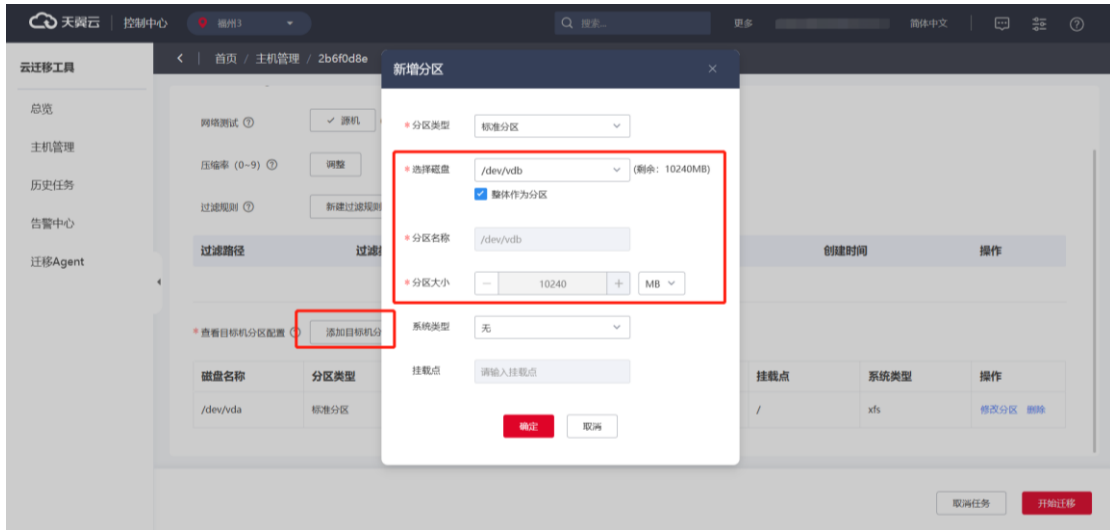 天翼云 控制中心 福州3 搜索... 更多 简体中文
云迁移工具
首页 / 主机管理 / 2b6f0d8e
总览
主机管理
历史任务
告警中心
迁移Agent
网络测试 源机
压缩率 (0~9) 调整
过滤规则 新建过滤规则
过滤路径 创建时间 操作
查看目标机分区配置 添加目标机分
磁盘名称 分区类型 挂载点 系统类型 操作
/dev/vda 标准分区 / xfs 修改分区 删除
新增分区
* 分区类型 标准分区
* 选择磁盘 /dev/vdb (剩余：10240MB)
整体作为分区
* 分区名称 /dev/vdb
* 分区大小 10240 MB
系统类型 无
挂载点 请输入挂载点
确定 取消
取消任务 开始迁移